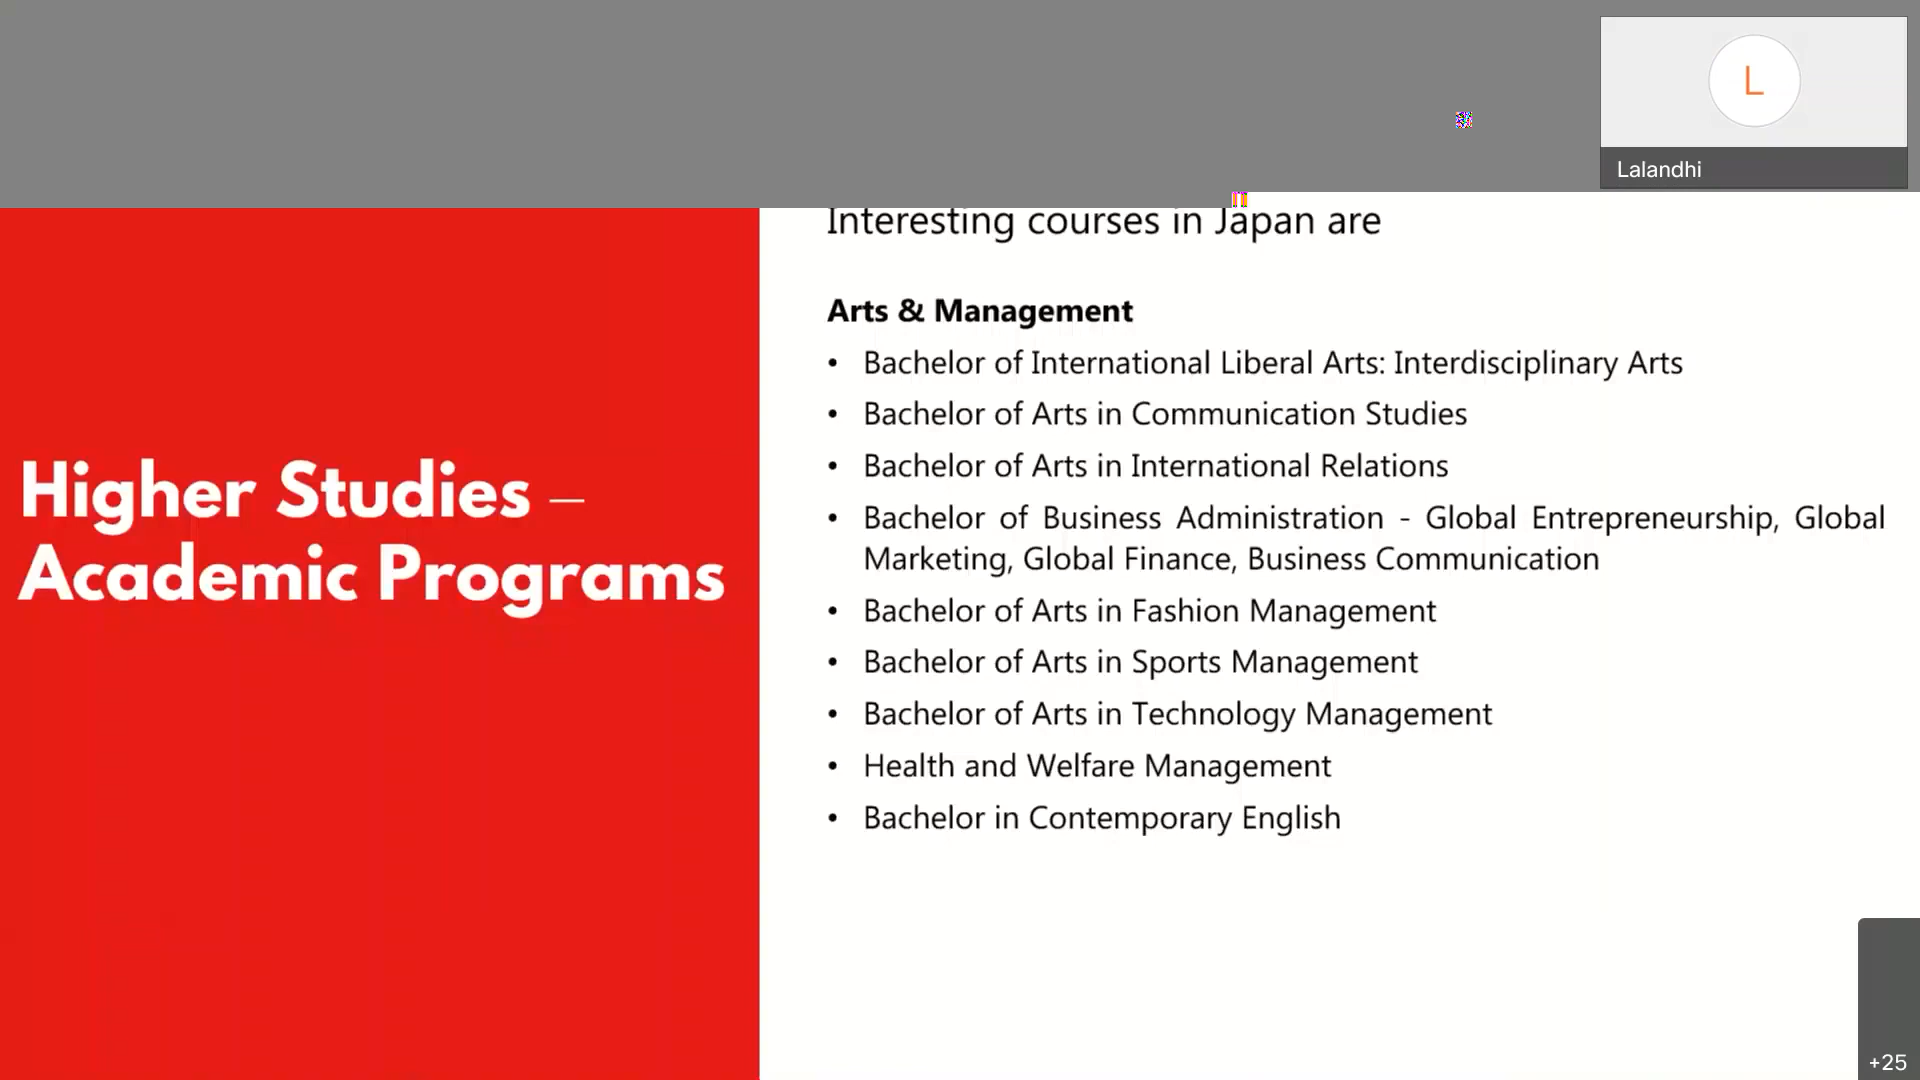 L
Lalandhi
Interesting courses in Japan are
Higher Studies –
Academic Programs
Arts & Management
• Bachelor of International Liberal Arts: Interdisciplinary Arts
• Bachelor of Arts in Communication Studies
• Bachelor of Arts in International Relations
• Bachelor of Business Administration - Global Entrepreneurship, Global
Marketing, Global Finance, Business Communication
• Bachelor of Arts in Fashion Management
• Bachelor of Arts in Sports Management
• Bachelor of Arts in Technology Management
• Health and Welfare Management
• Bachelor in Contemporary English
+25